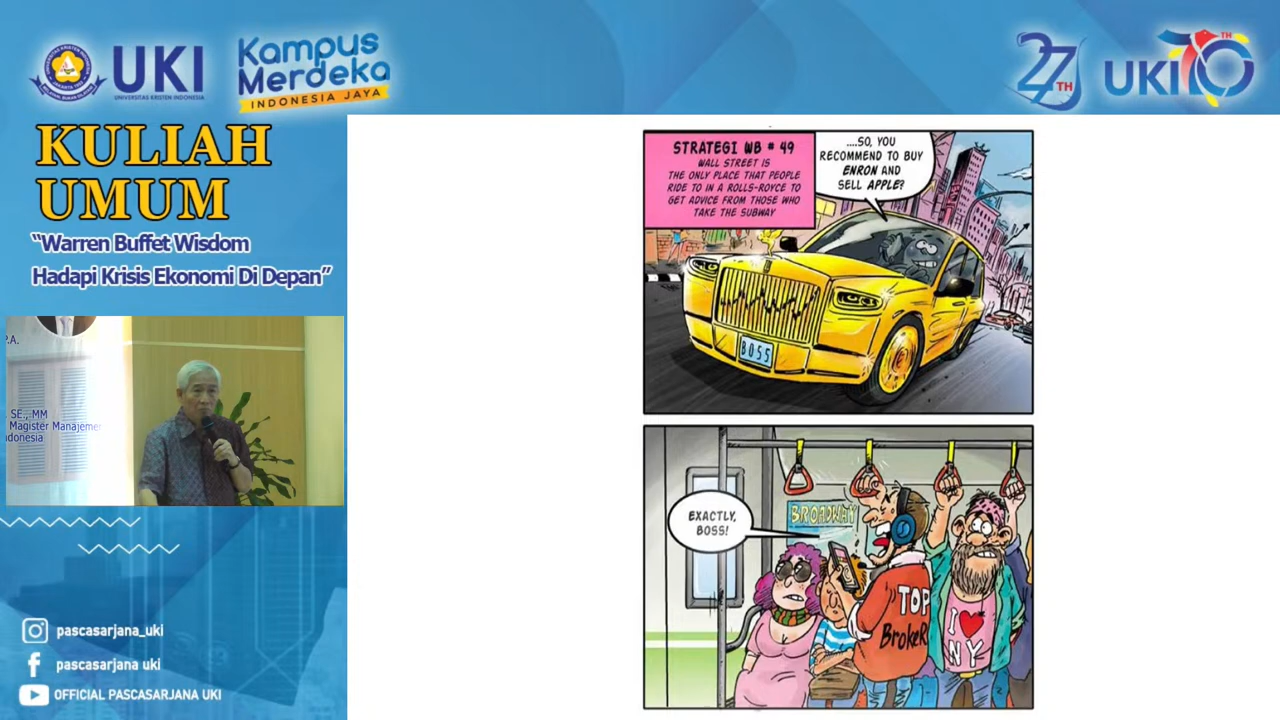 UKI
UNIVERSITAS KRISTEN INDONESIA
Kampus
Merdeka
INDONESIA JAYA
27TH
UKI 70TH
KULIAH
UMUM
“Warren Buffet Wisdom
Hadapi Krisis Ekonomi Di Depan”
P.A.
SE., MM
Magister Manajemen
donesia
pascasarjana_uki
pascasarjana uki
OFFICIAL PASCASARJANA UKI
STRATEGI WB # 49
WALL STREET IS
THE ONLY PLACE THAT PEOPLE
RIDE TO IN A ROLLS-ROYCE TO
GET ADVICE FROM THOSE WHO
TAKE THE SUBWAY
....SO, YOU
RECOMMEND TO BUY
ENRON AND
SELL APPLE?
BOSS
EXACTLY,
BOSS!
BROADWAY
TOP
BROKER
I ❤
NY